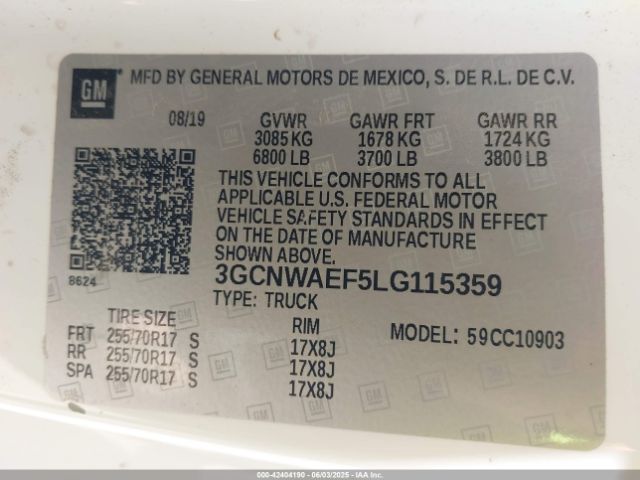 GM MFD BY GENERAL MOTORS DE MEXICO, S. DE R.L. DE C.V.
08/19 GVWR GAWR FRT GAWR RR
3085 KG 1678 KG 1724 KG
6800 LB 3700 LB 3800 LB
THIS VEHICLE CONFORMS TO ALL
APPLICABLE U.S. FEDERAL MOTOR
VEHICLE SAFETY STANDARDS IN EFFECT
ON THE DATE OF MANUFACTURE
SHOWN ABOVE.
8624 3GCNWAEF5LG115359
TYPE: TRUCK
TIRE SIZE RIM MODEL: 59CC10903
FRT 255/70R17 S 17X8J
RR 255/70R17 S 17X8J
SPA 255/70R17 S 17X8J
000-42404190 - 06/03/2025 - IAAI.COM